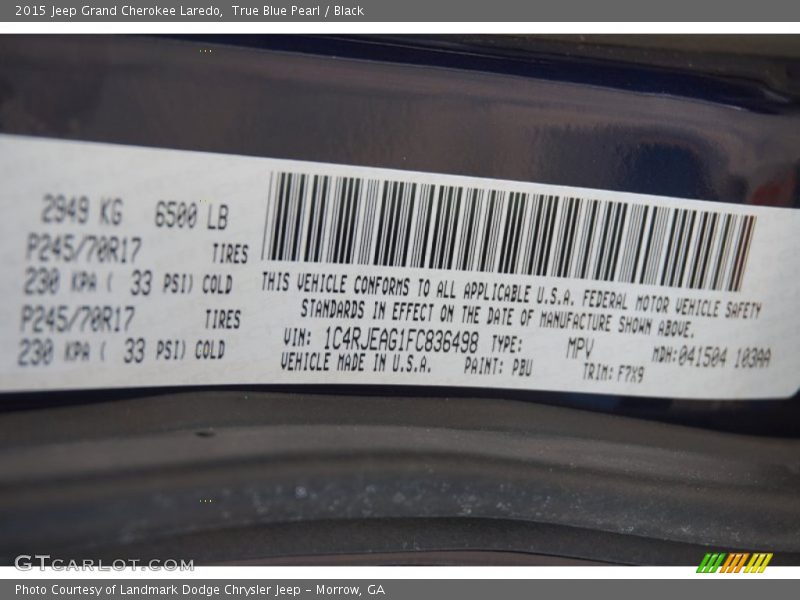 2015 Jeep Grand Cherokee Laredo, True Blue Pearl / Black
2949 KG 6500 LB
P245/70R17 TIRES
230 KPA ( 33 PSI) COLD
P245/70R17 TIRES
230 KPA ( 33 PSI) COLD
THIS VEHICLE CONFORMS TO ALL APPLICABLE U.S.A. FEDERAL MOTOR VEHICLE SAFETY
STANDARDS IN EFFECT ON THE DATE OF MANUFACTURE SHOWN ABOVE.
VIN: 1C4RJEAG1FC836498 TYPE: MPV MDH:041504 103AA
VEHICLE MADE IN U.S.A. PAINT: PBU TRIM: F7X9
GTCARLOT.COM
Photo Courtesy of Landmark Dodge Chrysler Jeep – Morrow, GA